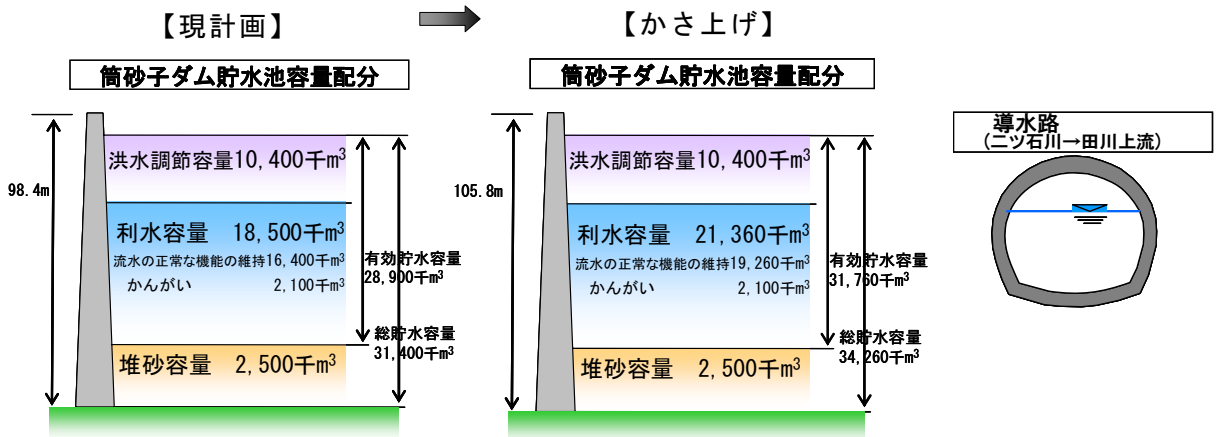 【現計画】
【かさ上げ】
筒砂子ダム貯水池容量配分
98.4m
洪水調節容量10,400千m³
利水容量 18,500千m³
流水の正常な機能の維持16,400千m³
かんがい 2,100千m³
堆砂容量 2,500千m³
有効貯水容量
28,900千m³
総貯水容量
31,400千m³
筒砂子ダム貯水池容量配分
105.8m
洪水調節容量10,400千m³
利水容量 21,360千m³
流水の正常な機能の維持19,260千m³
かんがい 2,100千m³
堆砂容量 2,500千m³
有効貯水容量
31,760千m³
総貯水容量
34,260千m³
導水路
(二ツ石川→田川上流)